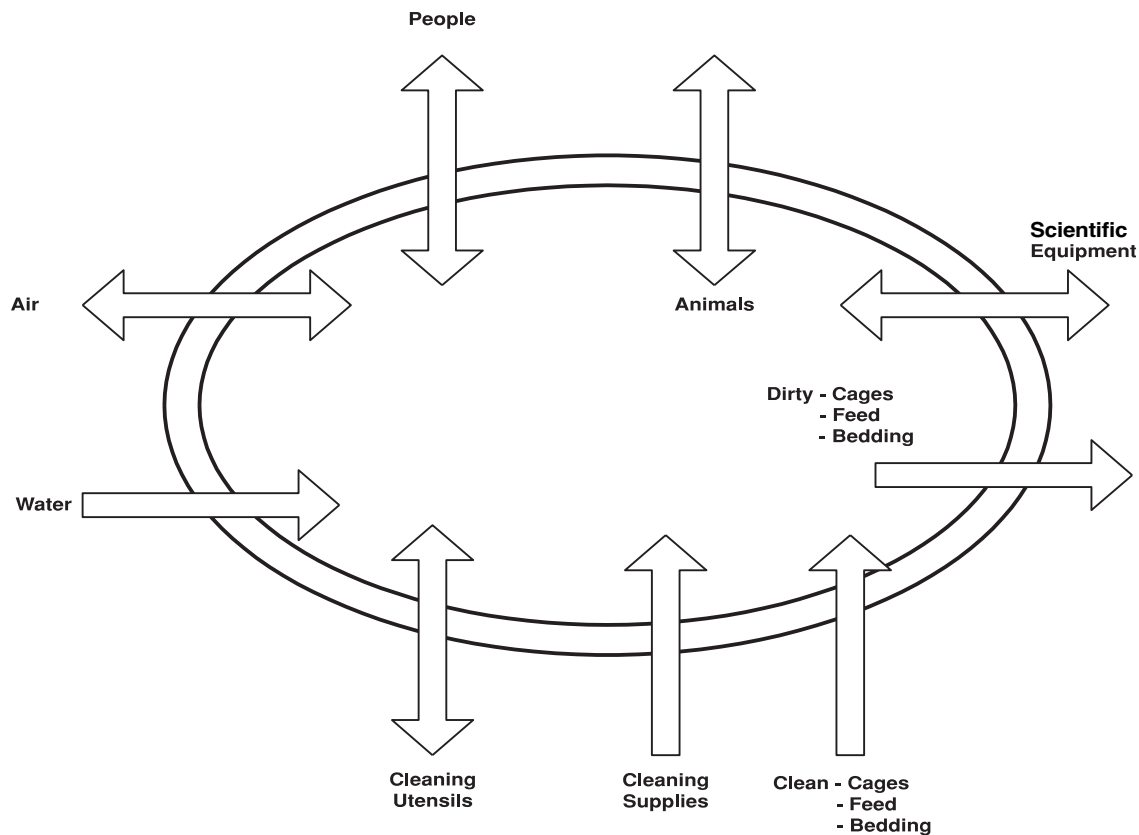 People
Scientific
Equipment
Air
Animals
Dirty - Cages
- Feed
- Bedding
Water
Cleaning
Utensils
Cleaning
Supplies
Clean - Cages
- Feed
- Bedding